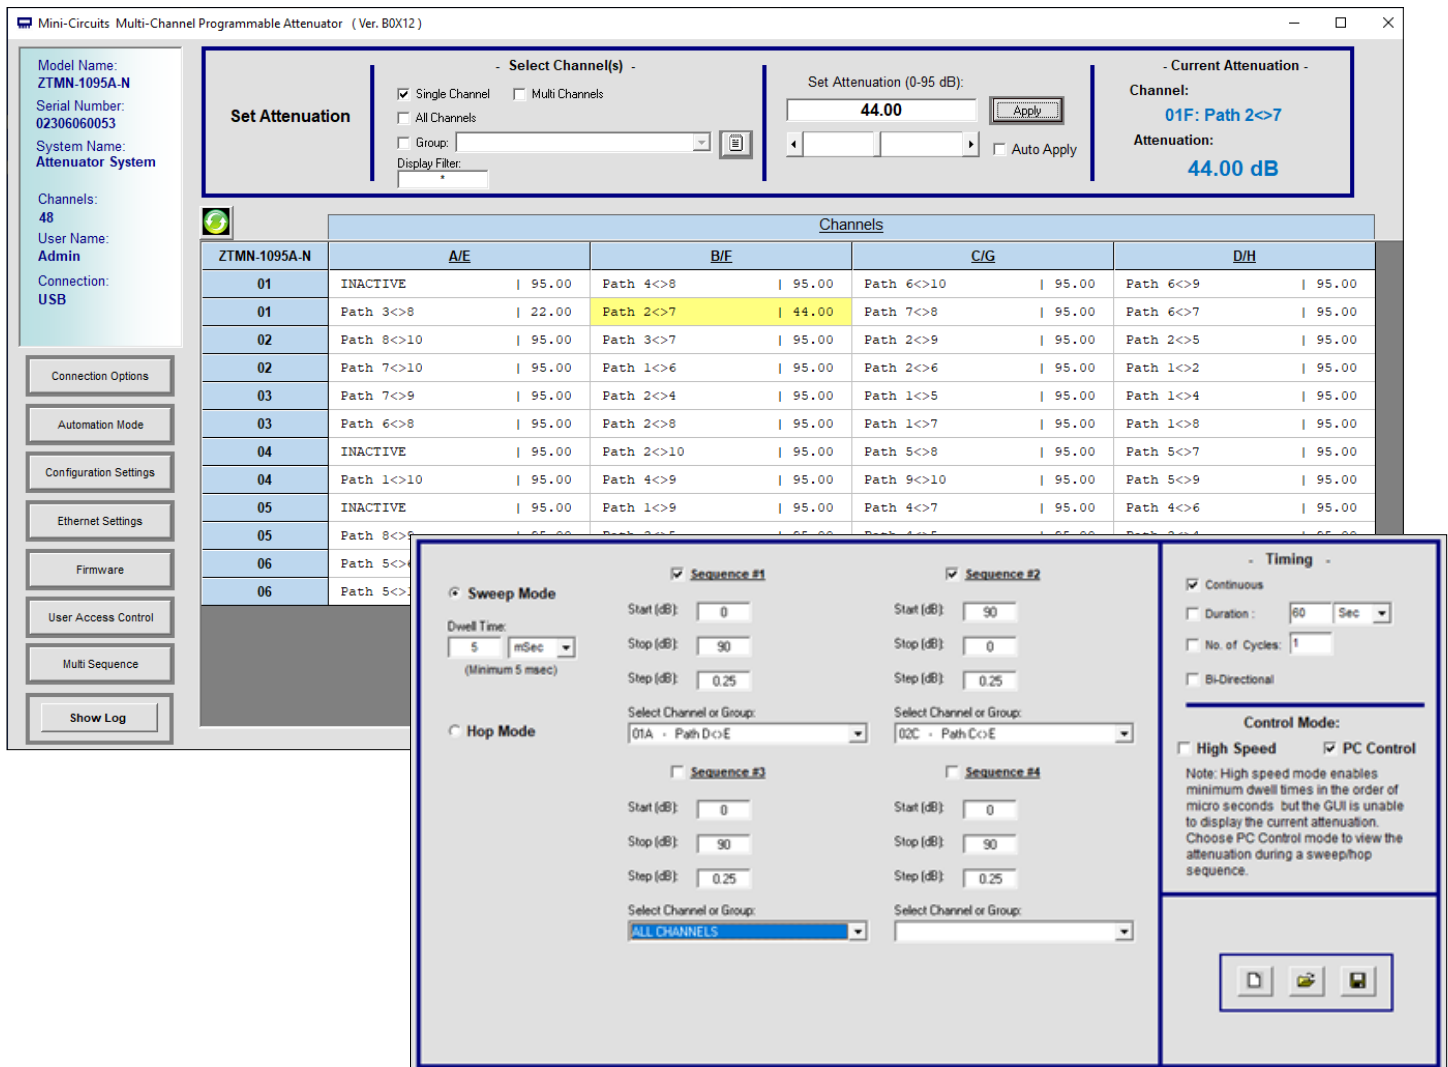 Mini-Circuits Multi-Channel Programmable Attenuator ( Ver. B0X12 )
Model Name:
ZTMN-1095A-N
Serial Number:
02306060053
System Name:
Attenuator System
Channels:
48
User Name:
Admin
Connection:
USB
Connection Options
Automation Mode
Configuration Settings
Ethernet Settings
Firmware
User Access Control
Multi Sequence
Show Log
Set Attenuation
- Select Channel(s) -
Single Channel Multi Channels
All Channels
Group:
Display Filter:
*
Set Attenuation (0-95 dB):
44.00 Apply
Auto Apply
- Current Attenuation -
Channel:
01F: Path 2<>7
Attenuation:
44.00 dB
Channels
ZTMN-1095A-N A/E B/F C/G D/H
01 INACTIVE | 95.00 Path 4<>8 | 95.00 Path 6<>10 | 95.00 Path 6<>9 | 95.00
01 Path 3<>8 | 22.00 Path 2<>7 | 44.00 Path 7<>8 | 95.00 Path 6<>7 | 95.00
02 Path 8<>10 | 95.00 Path 3<>7 | 95.00 Path 2<>9 | 95.00 Path 2<>5 | 95.00
02 Path 7<>10 | 95.00 Path 1<>6 | 95.00 Path 2<>6 | 95.00 Path 1<>2 | 95.00
03 Path 7<>9 | 95.00 Path 2<>4 | 95.00 Path 1<>5 | 95.00 Path 1<>4 | 95.00
03 Path 6<>8 | 95.00 Path 2<>8 | 95.00 Path 1<>7 | 95.00 Path 1<>8 | 95.00
04 INACTIVE | 95.00 Path 2<>10 | 95.00 Path 5<>8 | 95.00 Path 5<>7 | 95.00
04 Path 1<>10 | 95.00 Path 4<>9 | 95.00 Path 9<>10 | 95.00 Path 5<>9 | 95.00
05 INACTIVE | 95.00 Path 1<>9 | 95.00 Path 4<>7 | 95.00 Path 4<>6 | 95.00
05 Path 8<>
06 Path 5<>
06 Path 5<>
Sweep Mode
Dwell Time:
5 mSec
(Minimum 5 msec)
Hop Mode
Sequence #1
Start (dB): 0
Stop (dB): 90
Step (dB): 0.25
Select Channel or Group:
01A - Path D<>E
Sequence #2
Start (dB): 90
Stop (dB): 0
Step (dB): 0.25
Select Channel or Group:
02C - Path C<>E
Sequence #3
Start (dB): 0
Stop (dB): 90
Step (dB): 0.25
Select Channel or Group:
ALL CHANNELS
Sequence #4
Start (dB): 0
Stop (dB): 90
Step (dB): 0.25
Select Channel or Group:
- Timing -
Continuous
Duration : 60 Sec
No. of Cycles: 1
Bi-Directional
Control Mode:
High Speed PC Control
Note: High speed mode enables
minimum dwell times in the order of
micro seconds but the GUI is unable
to display the current attenuation.
Choose PC Control mode to view the
attenuation during a sweep/hop
sequence.